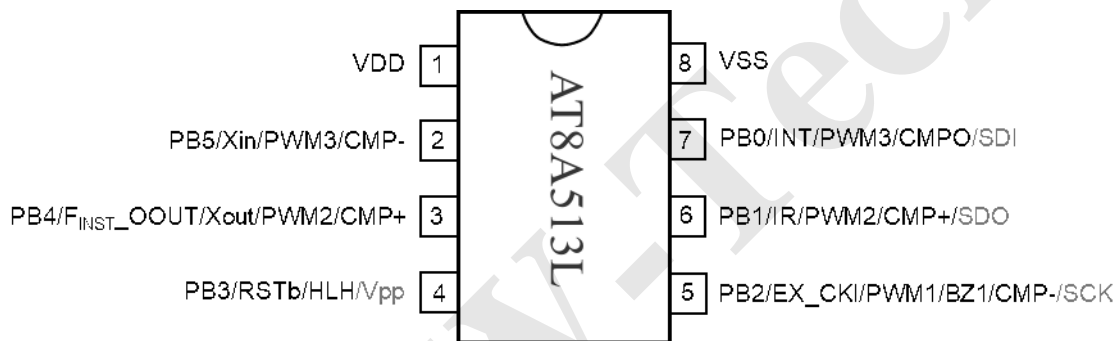 VDD 1
8 VSS
PB5/Xin/PWM3/CMP- 2
7 PB0/INT/PWM3/CMPO/SDI
PB4/FINST_OOUT/Xout/PWM2/CMP+ 3
6 PB1/IR/PWM2/CMP+/SDO
PB3/RSTb/HLH/Vpp 4
5 PB2/EX_CKI/PWM1/BZ1/CMP-/SCK
AT8A513L